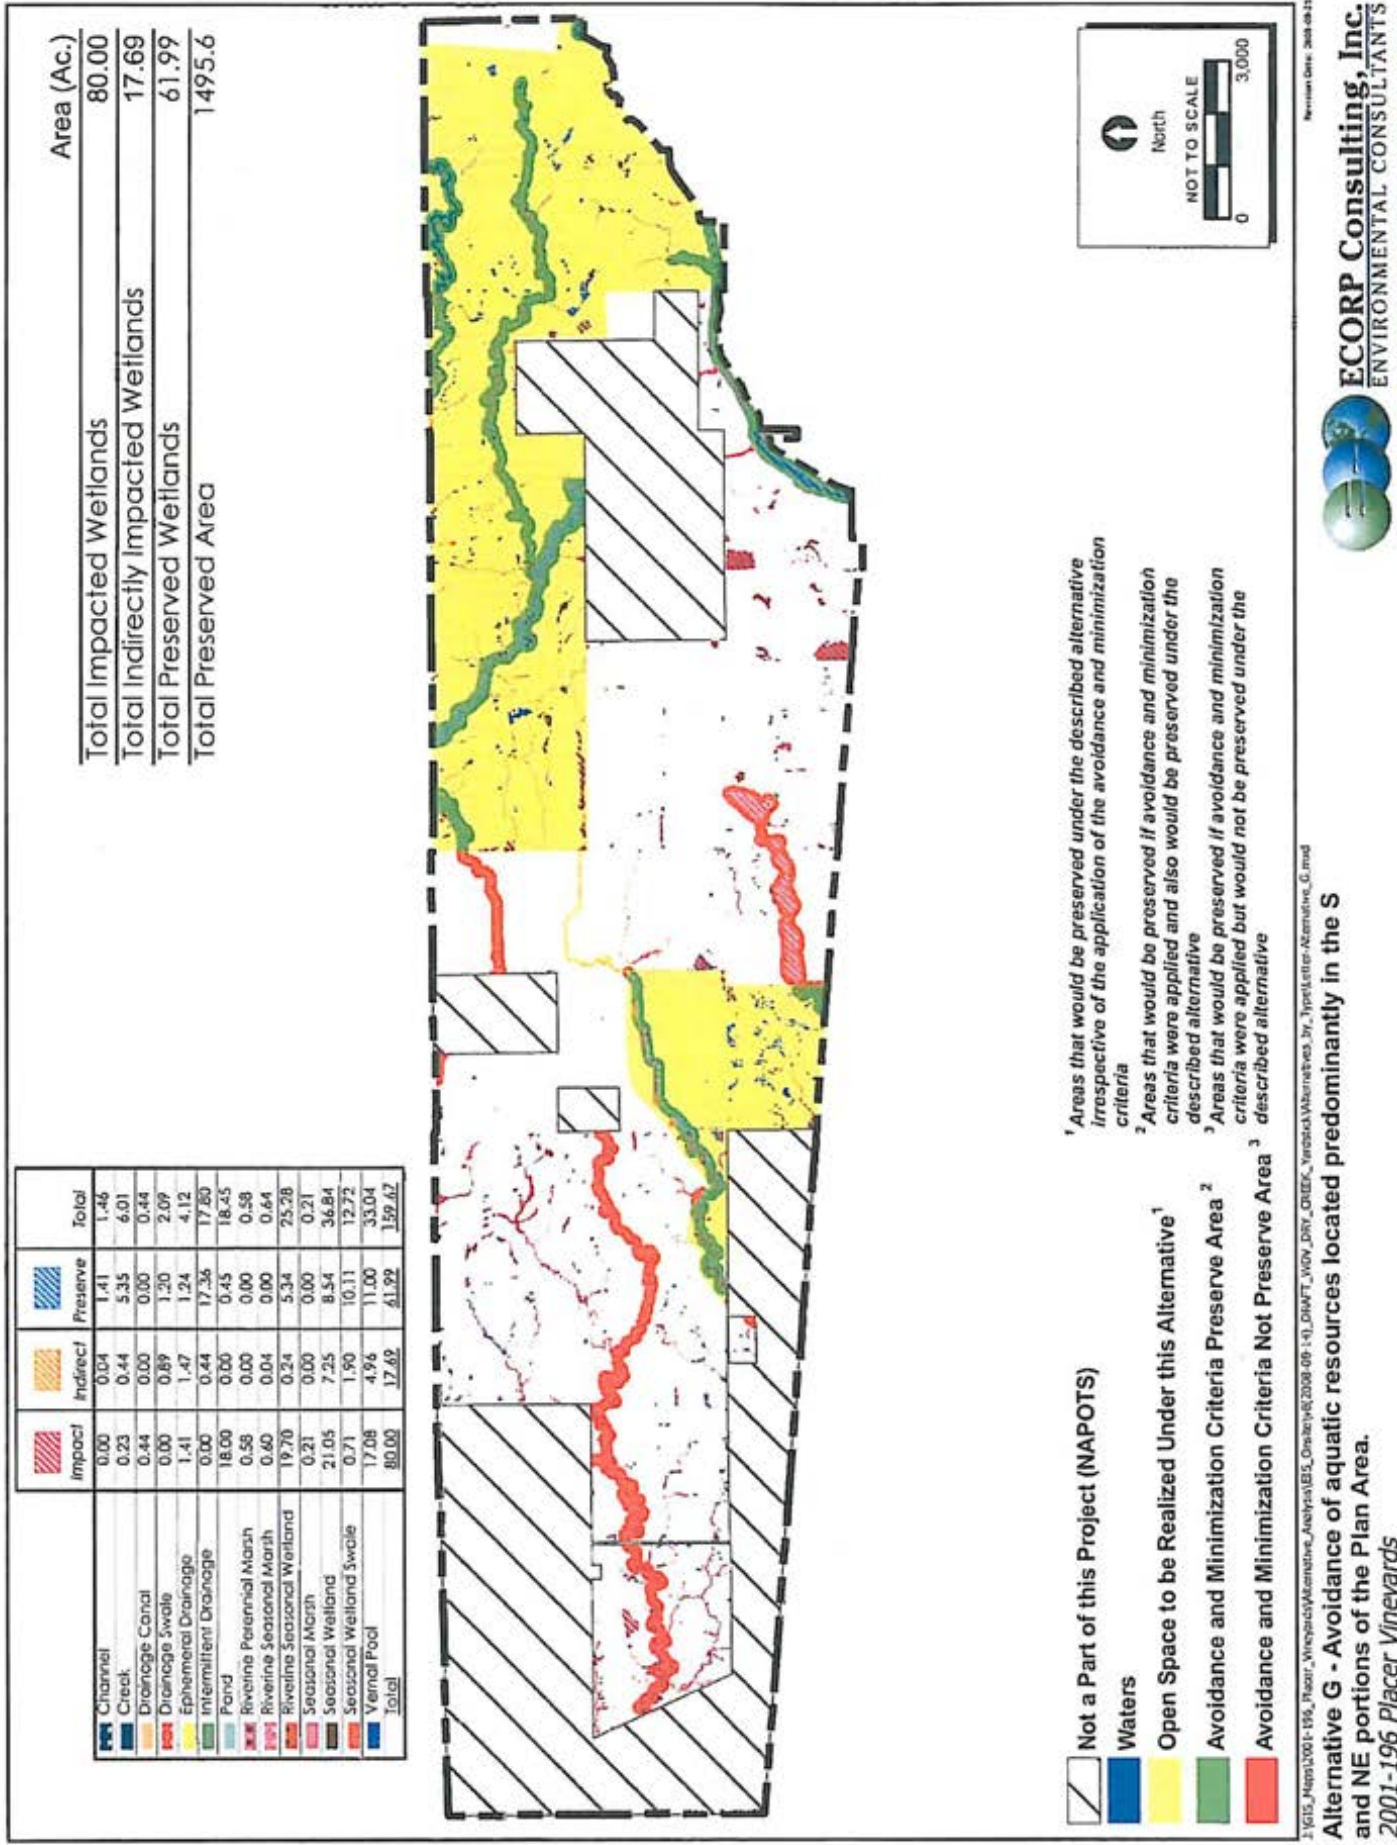 Impact Indirect Preserve Total
Channel 0.00 0.04 1.41 1.46
Creek 0.23 0.44 5.35 6.01
Drainage Canal 0.44 0.00 0.00 0.44
Drainage Swale 0.00 0.89 1.20 2.09
Ephemeral Drainage 1.41 1.47 1.24 4.12
Intermittent Drainage 0.00 0.44 17.36 17.80
Pond 18.00 0.00 0.45 18.45
Riverine Perennial Marsh 0.58 0.00 0.00 0.58
Riverine Seasonal Marsh 0.60 0.04 0.00 0.64
Riverine Seasonal Wetland 19.70 0.24 5.34 25.28
Seasonal Marsh 0.21 0.00 0.00 0.21
Seasonal Wetland 21.05 7.25 8.54 36.84
Seasonal Wetland Swale 0.71 1.90 10.11 12.72
Vernal Pool 17.08 4.96 11.00 33.04
Total 80.00 17.69 61.99 159.67
Area (Ac.)
Total Impacted Wetlands 80.00
Total Indirectly Impacted Wetlands 17.69
Total Preserved Wetlands 61.99
Total Preserved Area 1495.6
Not a Part of this Project (NAPOTS)
Waters
Open Space to be Realized Under this Alternative1
Avoidance and Minimization Criteria Preserve Area2
Avoidance and Minimization Criteria Not Preserve Area3
1 Areas that would be preserved under the described alternative
irrespective of the application of the avoidance and minimization
criteria
2 Areas that would be preserved if avoidance and minimization
criteria were applied and also would be preserved under the
described alternative
3 Areas that would be preserved if avoidance and minimization
criteria were applied but would not be preserved under the
described alternative
North
NOT TO SCALE
0 3,000
Alternative G - Avoidance of aquatic resources located predominantly in the S
and NE portions of the Plan Area.
2001-196 Placer Vineyards
ECORP Consulting, Inc.
ENVIRONMENTAL CONSULTANTS